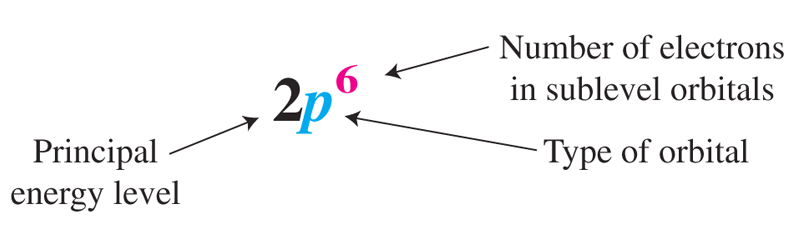 Number of electrons
in sublevel orbitals
2p⁶
Principal
energy level
Type of orbital